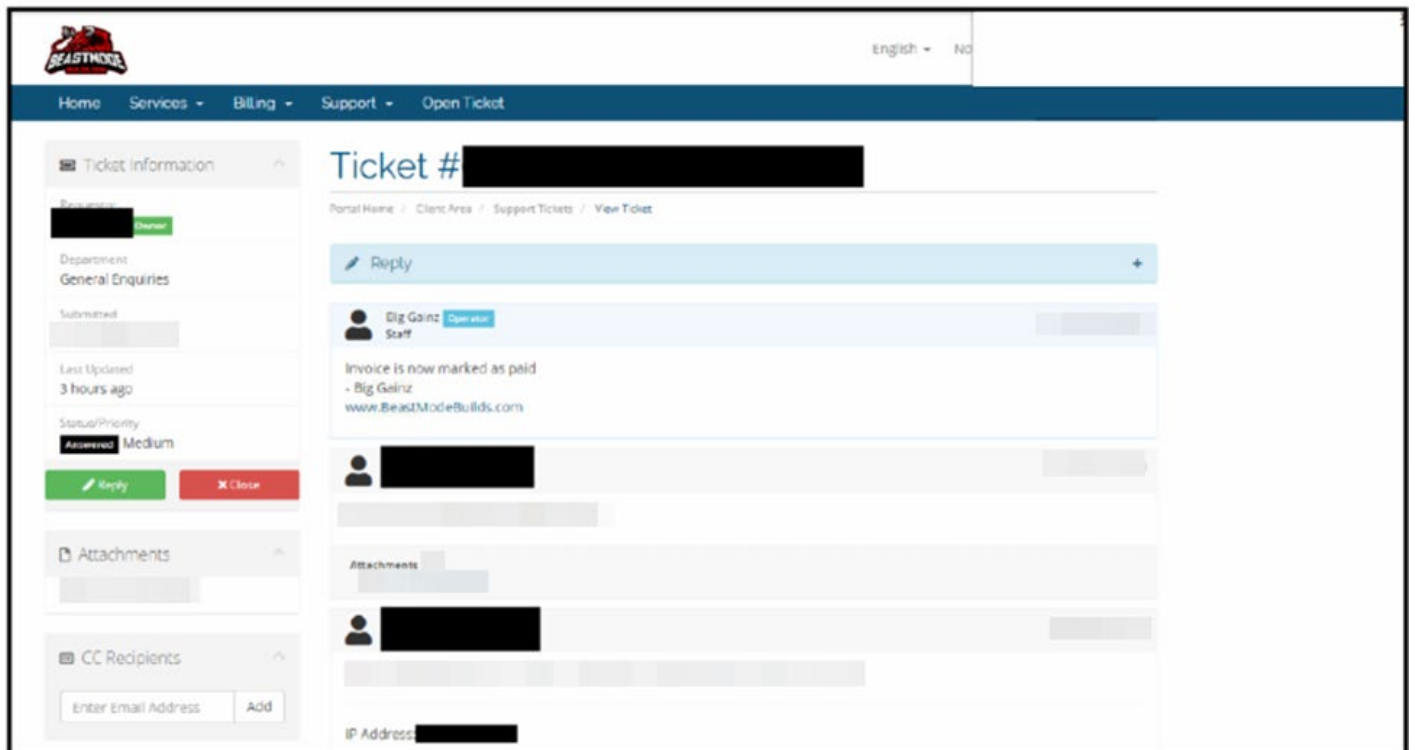 BEASTMODE
English
Home Services Billing Support Open Ticket
Ticket Information
Owner
Department
General Enquiries
Submitted
Last Updated
3 hours ago
Status/Priority
Answered Medium
Reply Close
Attachments
CC Recipients
Enter Email Address Add
Ticket #
Portal Home / Client Area / Support Tickets / View Ticket
Reply +
Big Gainz Operator
Staff
Invoice is now marked as paid
- Big Gainz
www.BeastModeBuilds.com
Attachments
IP Address: